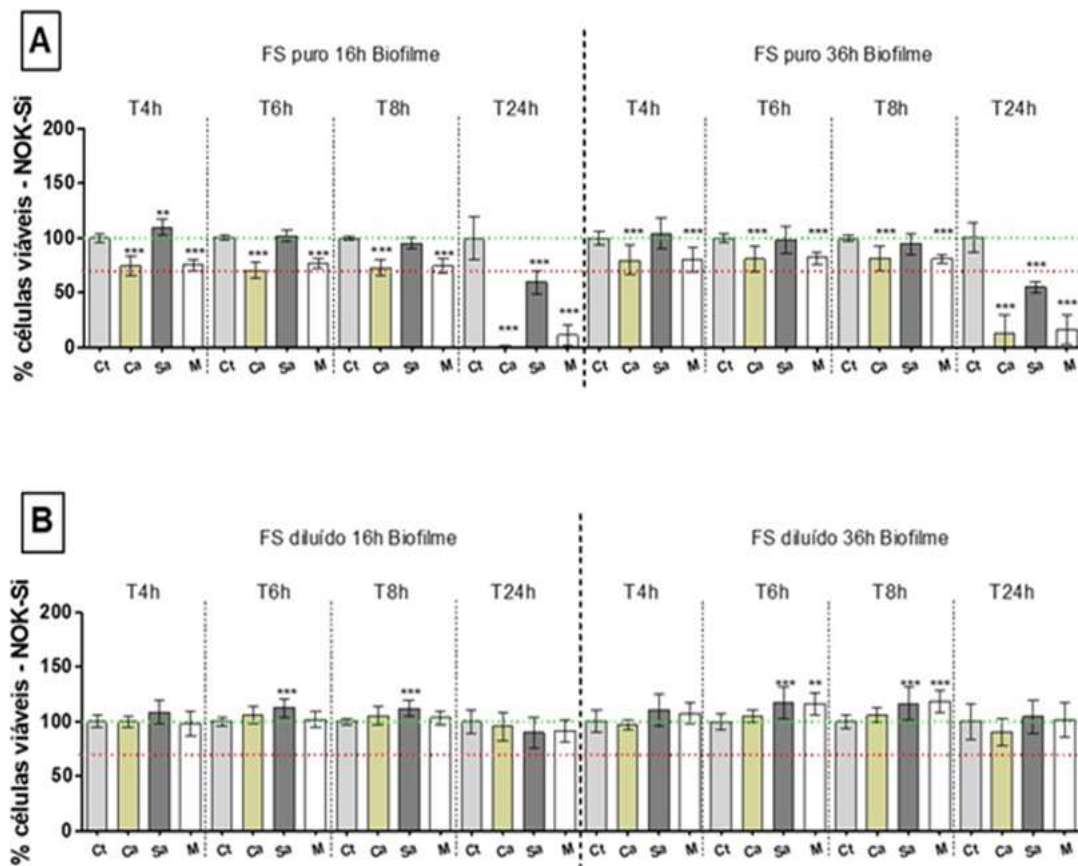 A
FS puro 16h Biofilme
FS puro 36h Biofilme
T4h T6h T8h T24h T4h T6h T8h T24h
% células viáveis - NOK-Si
200
150
100
50
0
** *** *** *** *** *** *** *** *** *** *** *** *** *** *** *** *** *** ***
Ct Ca Sa M Ct Ca Sa M Ct Ca Sa M Ct Ca Sa M Ct Ca Sa M Ct Ca Sa M Ct Ca Sa M Ct Ca Sa M
B
FS diluído 16h Biofilme
FS diluído 36h Biofilme
T4h T6h T8h T24h T4h T6h T8h T24h
% células viáveis - NOK-Si
200
150
100
50
0
*** *** *** ** *** ***
Ct Ca Sa M Ct Ca Sa M Ct Ca Sa M Ct Ca Sa M Ct Ca Sa M Ct Ca Sa M Ct Ca Sa M Ct Ca Sa M